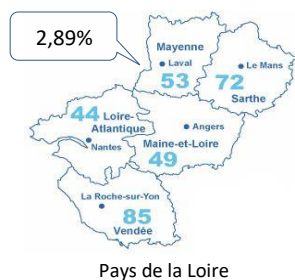 2,89%
Mayenne
Laval
53
Le Mans
72
Sarthe
44 Loire-
Atlantique
Nantes
Angers
Maine-et-Loire
49
La Roche-sur-Yon
85
Vendée
Pays de la Loire